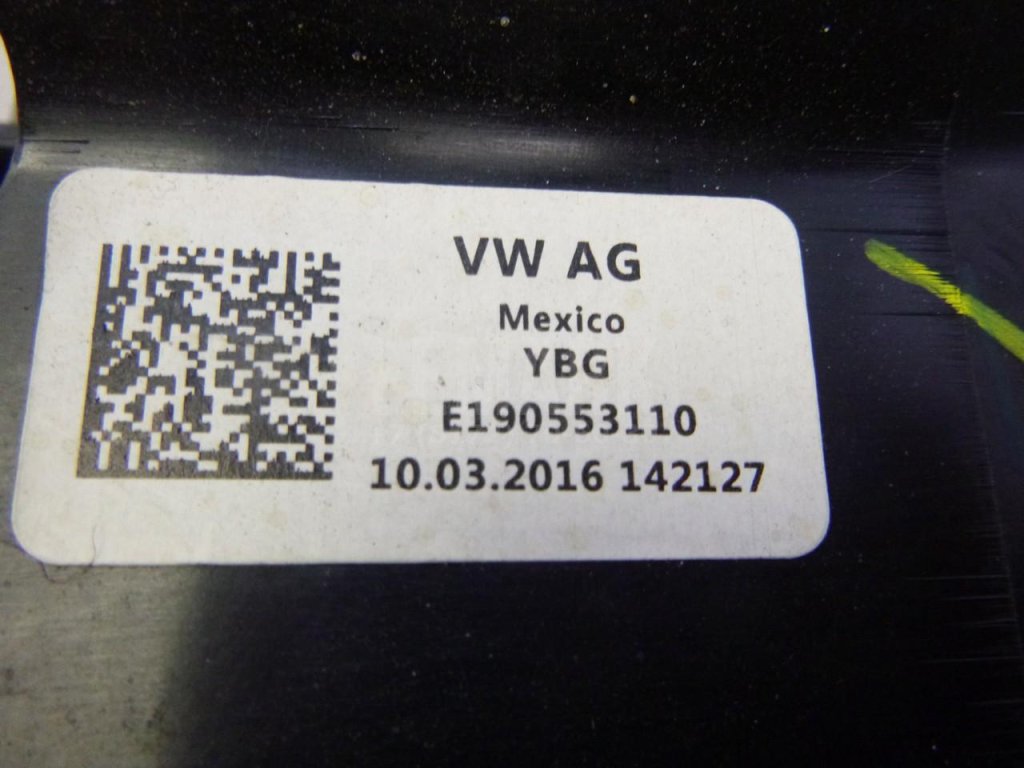 VW AG
Mexico
YBG
E190553110
10.03.2016 142127